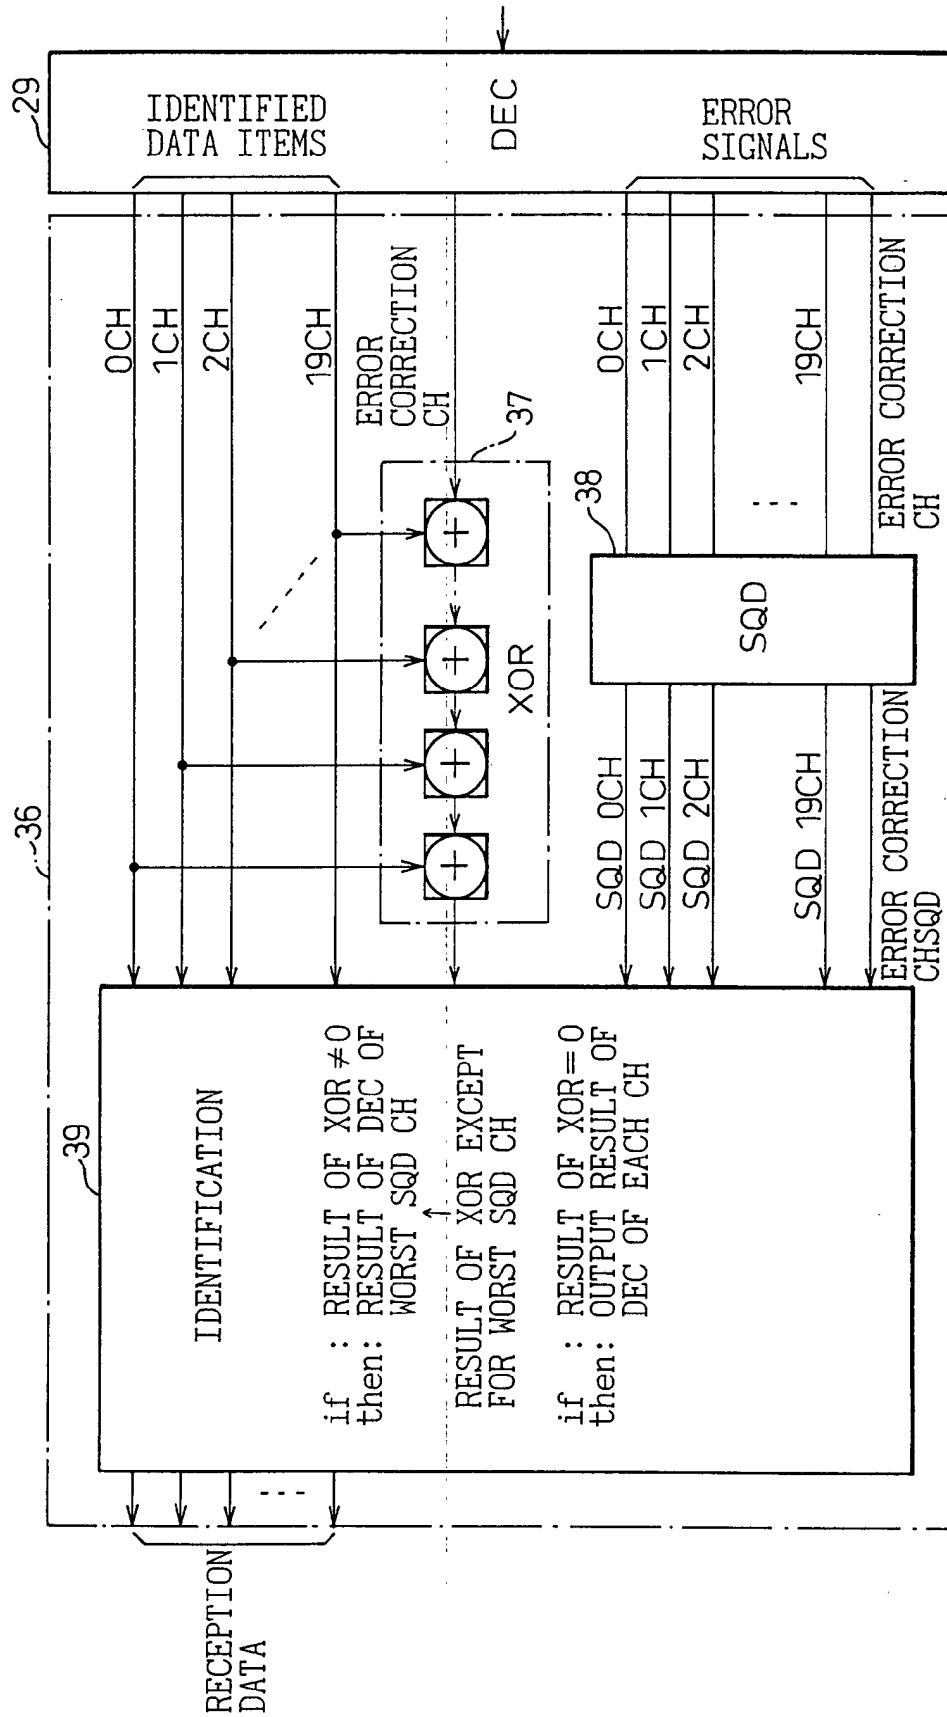 29
IDENTIFIED
DATA ITEMS
DEC
ERROR
SIGNALS
36
0CH
1CH
2CH
19CH
ERROR
CORRECTION
CH
37
XOR
0CH
1CH
2CH
19CH
ERROR CORRECTION
CH
38
SQD
SQD 0CH
SQD 1CH
SQD 2CH
SQD 19CH
ERROR CORRECTION
CHSQD
39
IDENTIFICATION
if : RESULT OF XOR≠0
then: RESULT OF DEC OF
WORST SQD CH
↑
RESULT OF XOR EXCEPT
FOR WORST SQD CH
if : RESULT OF XOR=0
then: OUTPUT RESULT OF
DEC OF EACH CH
RECEPTION
DATA